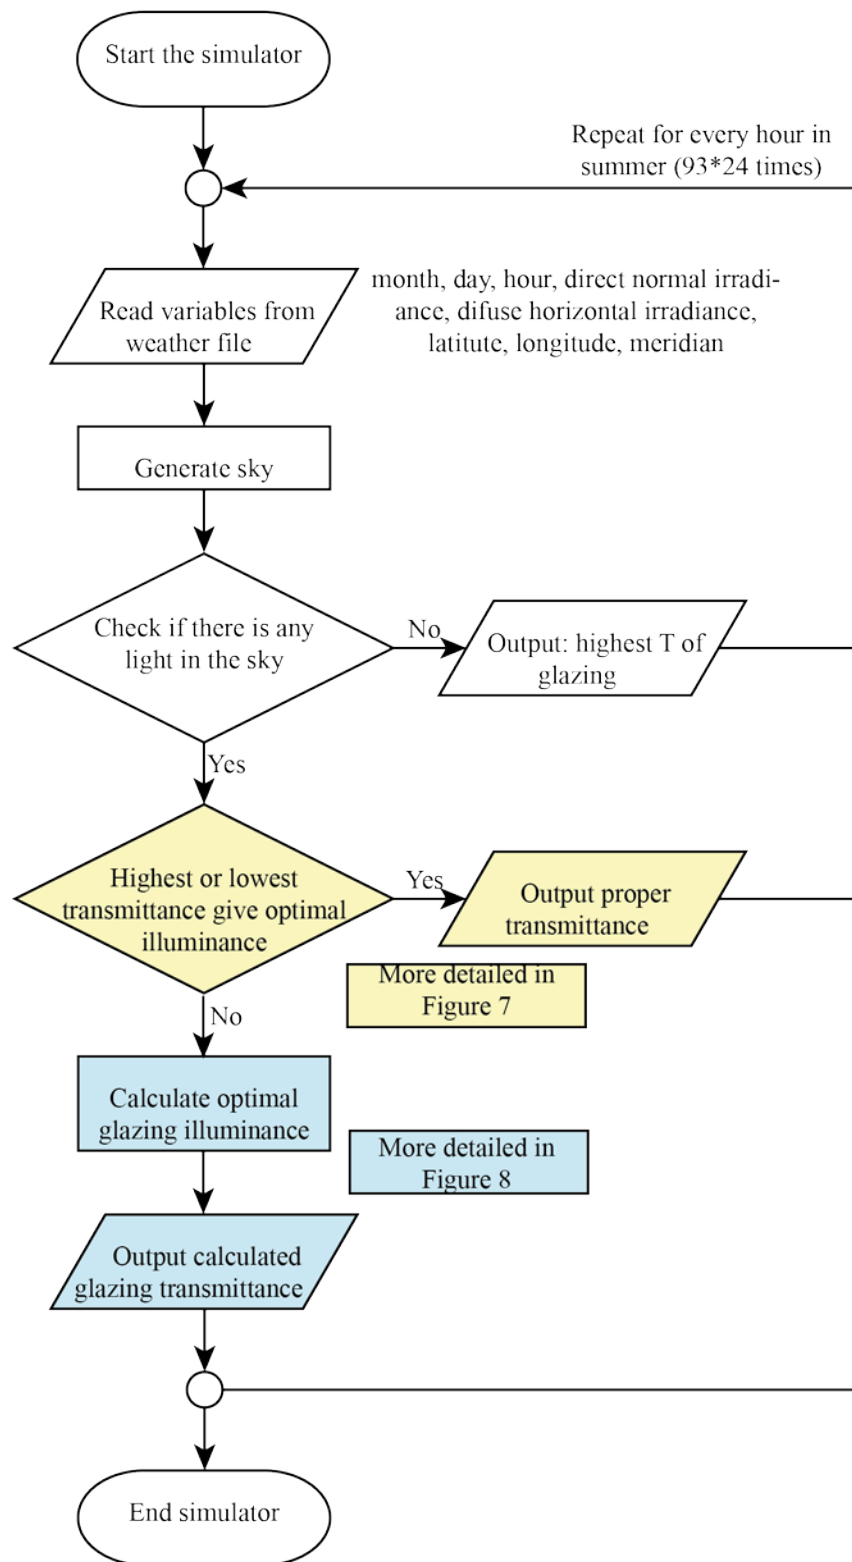 Start the simulator
Repeat for every hour in
summer (93*24 times)
month, day, hour, direct normal irradi-
ance, difuse horizontal irradiance,
latitute, longitude, meridian
Read variables from
weather file
Generate sky
Check if there is any
light in the sky
No
Output: highest T of
glazing
Yes
Highest or lowest
transmittance give optimal
illuminance
Yes
Output proper
transmittance
More detailed in
Figure 7
No
Calculate optimal
glazing illuminance
More detailed in
Figure 8
Output calculated
glazing transmittance
End simulator